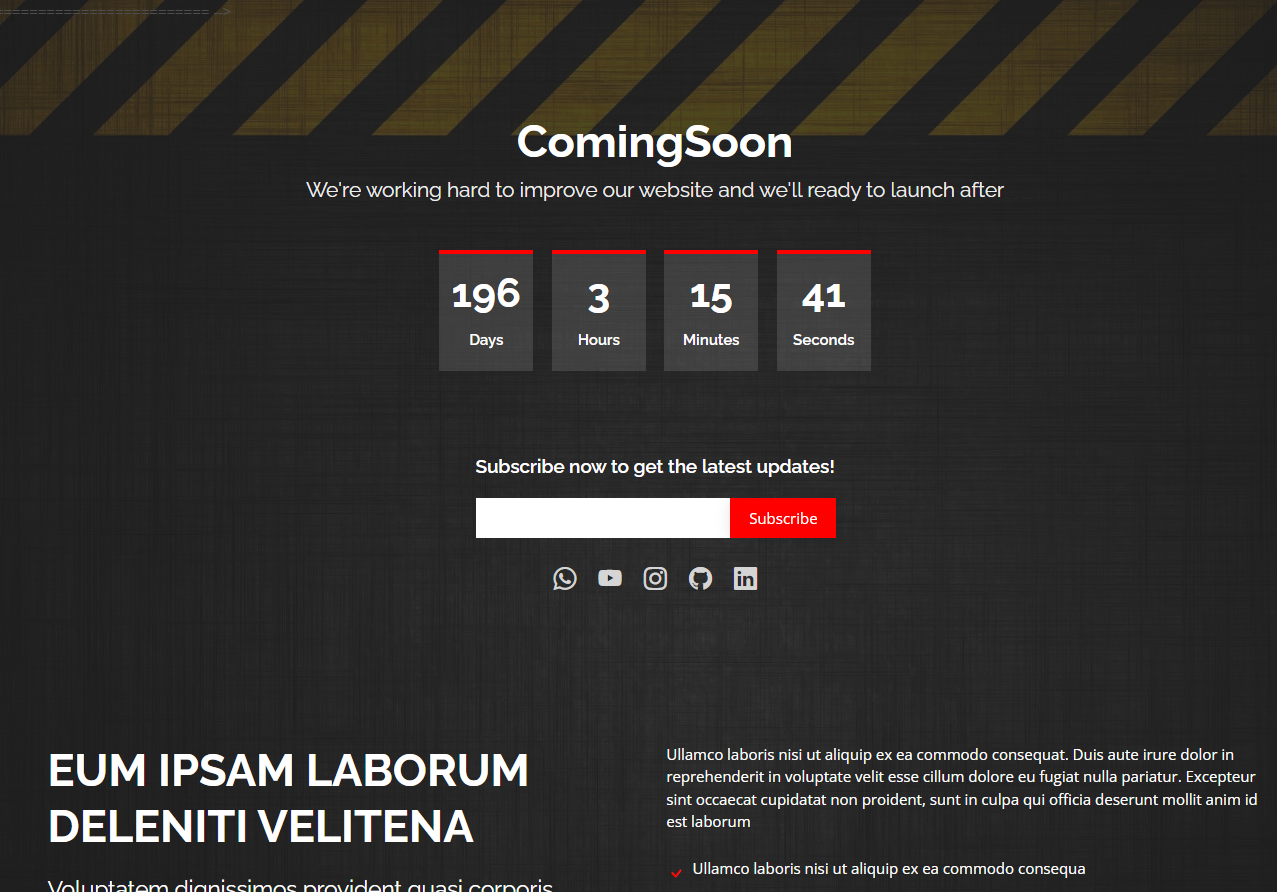 ======================== -->
ComingSoon
We're working hard to improve our website and we'll ready to launch after
196 3 15 41
Days Hours Minutes Seconds
Subscribe now to get the latest updates!
Subscribe
EUM IPSAM LABORUM
DELENITI VELITENA
Voluptatem dignissimos provident quasi corporis
Ullamco laboris nisi ut aliquip ex ea commodo consequat. Duis aute irure dolor in
reprehenderit in voluptate velit esse cillum dolore eu fugiat nulla pariatur. Excepteur
sint occaecat cupidatat non proident, sunt in culpa qui officia deserunt mollit anim id
est laborum
Ullamco laboris nisi ut aliquip ex ea commodo consequa